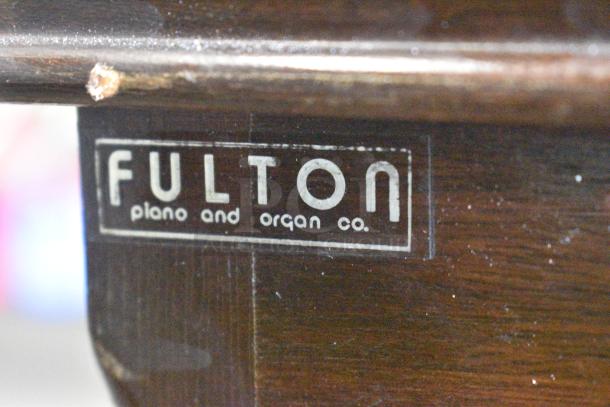 FULTON
piano and organ co.